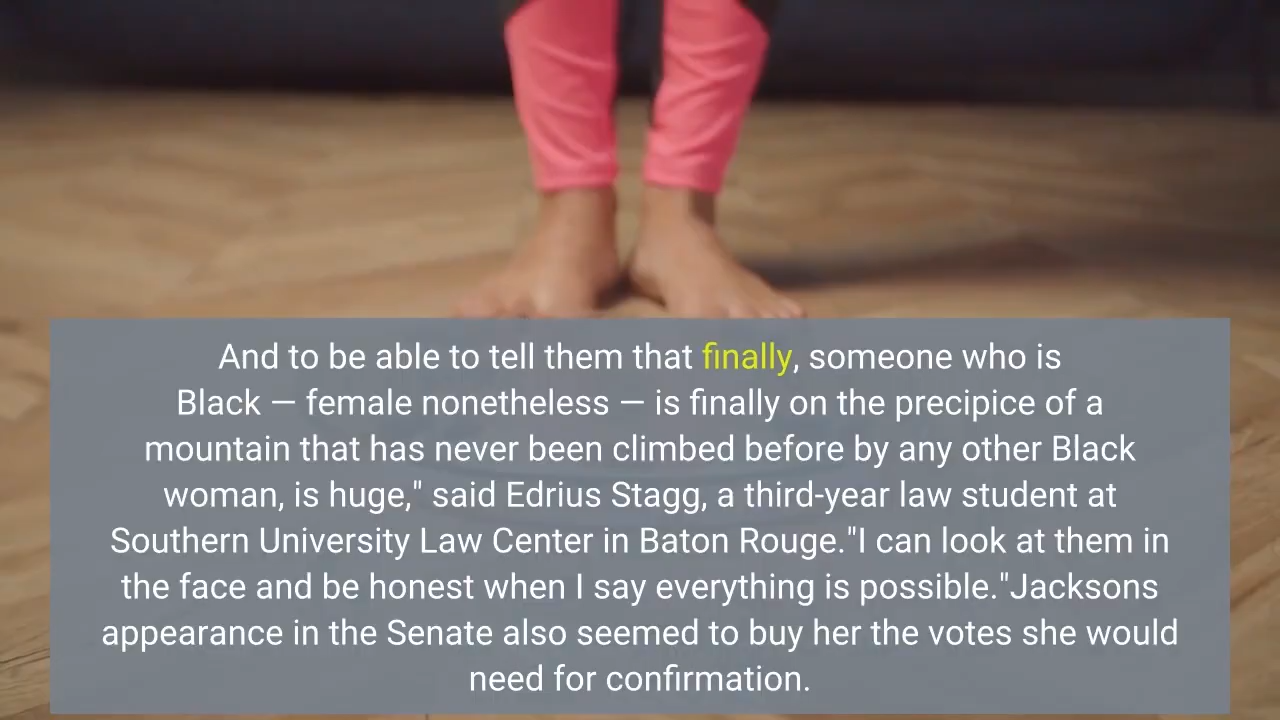 And to be able to tell them that finally, someone who is
Black — female nonetheless — is finally on the precipice of a
mountain that has never been climbed before by any other Black
woman, is huge," said Edrius Stagg, a third-year law student at
Southern University Law Center in Baton Rouge."I can look at them in
the face and be honest when I say everything is possible."Jacksons
appearance in the Senate also seemed to buy her the votes she would
need for confirmation.